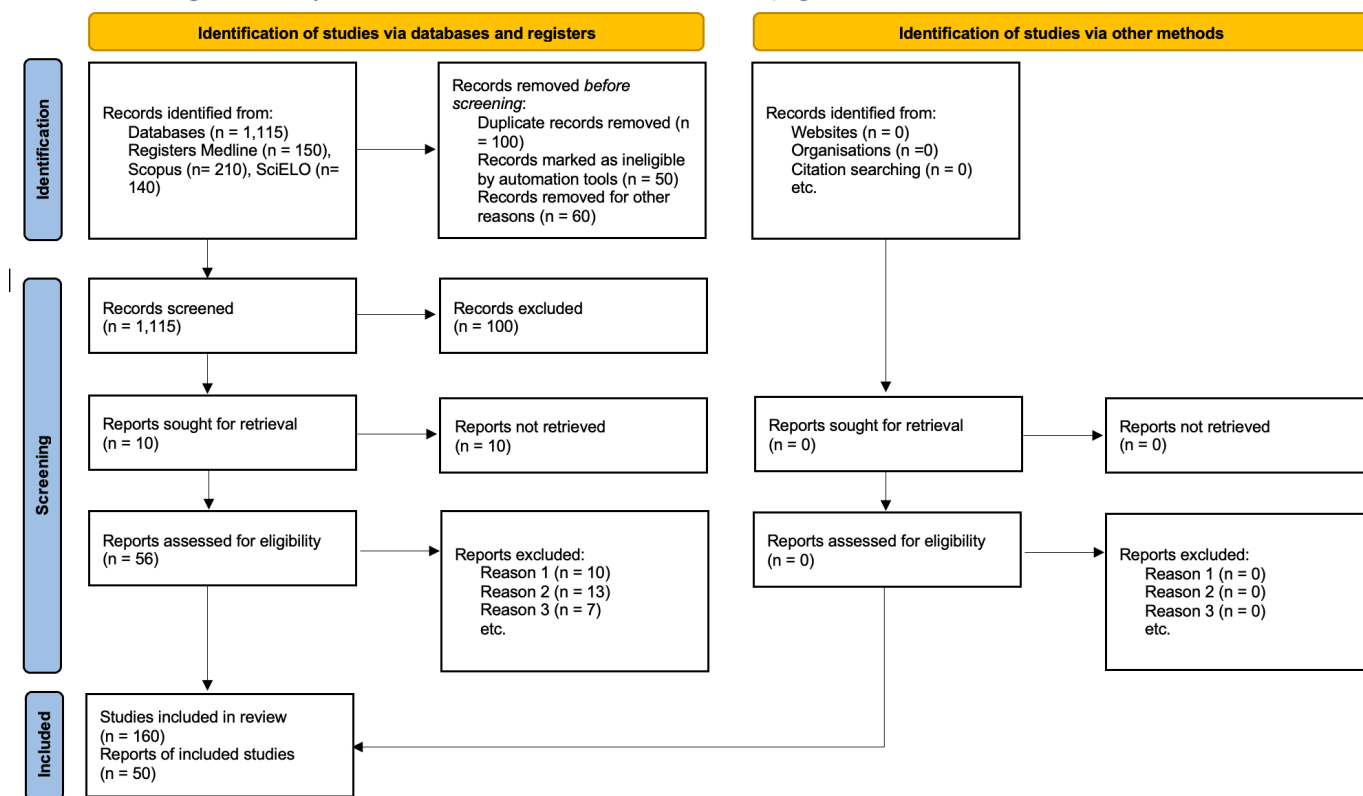 Identification of studies via databases and registers
Identification of studies via other methods
Identification
Records identified from:
Databases (n = 1,115)
Registers Medline (n = 150),
Scopus (n= 210), SciELO (n=
140)
Records removed before
screening:
Duplicate records removed (n
= 100)
Records marked as ineligible
by automation tools (n = 50)
Records removed for other
reasons (n = 60)
Records identified from:
Websites (n = 0)
Organisations (n =0)
Citation searching (n = 0)
etc.
Screening
Records screened
(n = 1,115)
Records excluded
(n = 100)
Reports sought for retrieval
(n = 10)
Reports not retrieved
(n = 10)
Reports sought for retrieval
(n = 0)
Reports not retrieved
(n = 0)
Reports assessed for eligibility
(n = 56)
Reports excluded:
Reason 1 (n = 10)
Reason 2 (n = 13)
Reason 3 (n = 7)
etc.
Reports assessed for eligibility
(n = 0)
Reports excluded:
Reason 1 (n = 0)
Reason 2 (n = 0)
Reason 3 (n = 0)
etc.
Included
Studies included in review
(n = 160)
Reports of included studies
(n = 50)